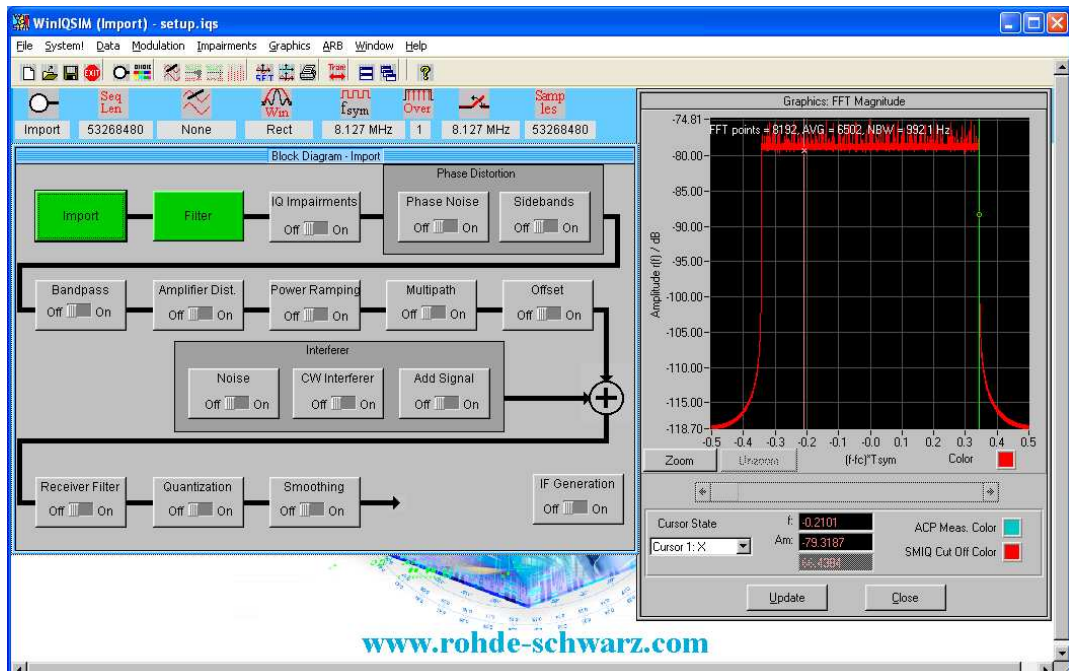 WinIQSIM (Import) - setup.iqs
File System! Data Modulation Impairments Graphics ARB Window Help
EXIT
SET
Tran
Seq Len
Win
fsym
Over
Samp les
Import 53268480 None Rect 8.127 MHz 1 8.127 MHz 53268480
Block Diagram - Import
Import
Filter
IQ Impairments
Off On
Phase Distortion
Phase Noise
Off On
Sidebands
Off On
Bandpass
Off On
Amplifier Dist.
Off On
Power Ramping
Off On
Multipath
Off On
Offset
Off On
Interferer
Noise
Off On
CW Interferer
Off On
Add Signal
Off On
Receiver Filter
Off On
Quantization
Off On
Smoothing
Off On
IF Generation
Off On
Graphics: FFT Magnitude
FFT points = 8192, AVG = 6502, NBW = 992.1 Hz
Amplitude r(f) / dB
-74.81
-80.00
-85.00
-90.00
-95.00
-100.00
-105.00
-110.00
-115.00
-118.70
-0.5 -0.4 -0.3 -0.2 -0.1 -0.0 0.1 0.2 0.3 0.4 0.5
Zoom Unzoom (f-fc)*Tsym Color
Cursor State
Cursor 1: X
f: -0.2101
Am: -79.3187
66.4384
ACP Meas. Color
SMIQ Cut Off Color
Update Close
www.rohde-schwarz.com